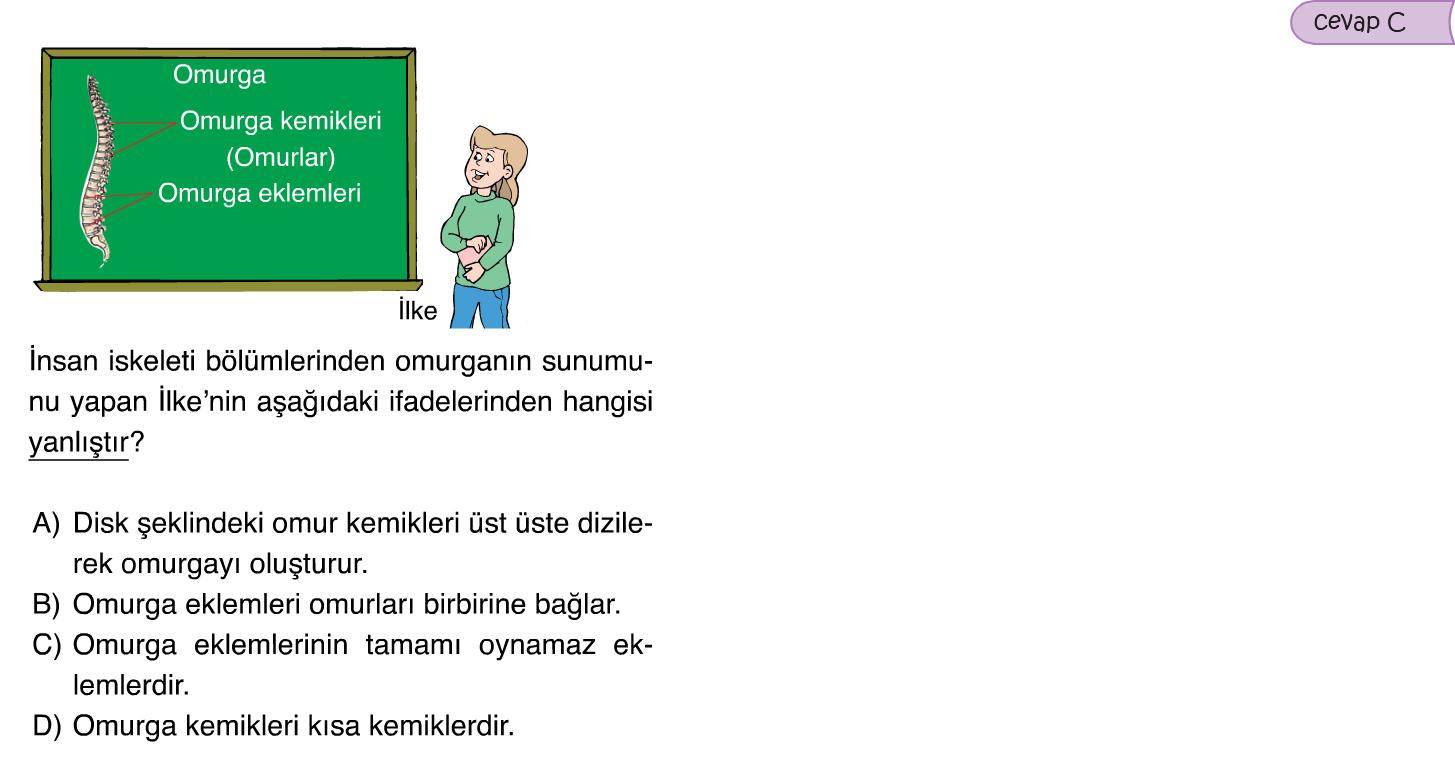 cevap C
Omurga
Omurga kemikleri
(Omurlar)
Omurga eklemleri
İlke
İnsan iskeleti bölümlerinden omurganın sunumu-
nu yapan İlke’nin aşağıdaki ifadelerinden hangisi
yanlıştır?
A) Disk şeklindeki omur kemikleri üst üste dizile-
rek omurgayı oluşturur.
B) Omurga eklemleri omurları birbirine bağlar.
C) Omurga eklemlerinin tamamı oynamaz ek-
lemlerdir.
D) Omurga kemikleri kısa kemiklerdir.